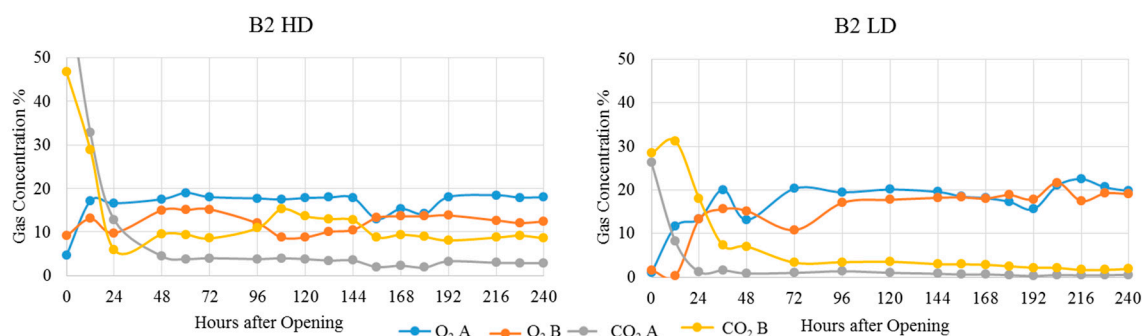 B2 HD
Gas Concentration %
50
40
30
20
10
0
0 24 48 72 96 120 144 168 192 216 240
Hours after Opening
B2 LD
Gas Concentration %
50
40
30
20
10
0
0 24 48 72 96 120 144 168 192 216 240
Hours after Opening
O₂ A O₂ B CO₂ A CO₂ B